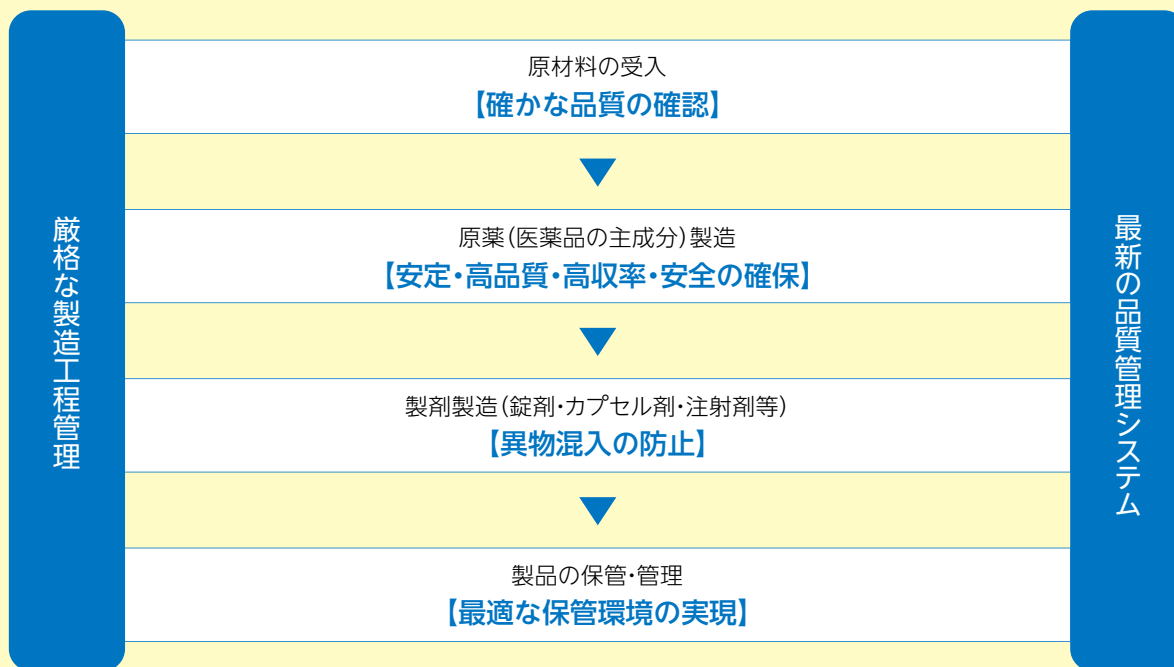 厳格な製造工程管理
原材料の受入
【確かな品質の確認】
原薬(医薬品の主成分)製造
【安定・高品質・高収率・安全の確保】
製剤製造(錠剤・カプセル剤・注射剤等)
【異物混入の防止】
製品の保管・管理
【最適な保管環境の実現】
最新の品質管理システム